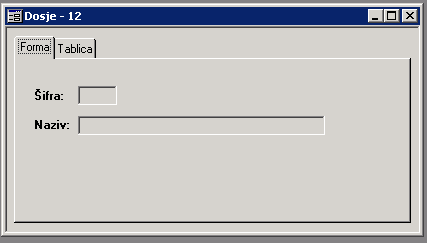 Dosje - 12
Forma Tablica
Šifra:
Naziv: